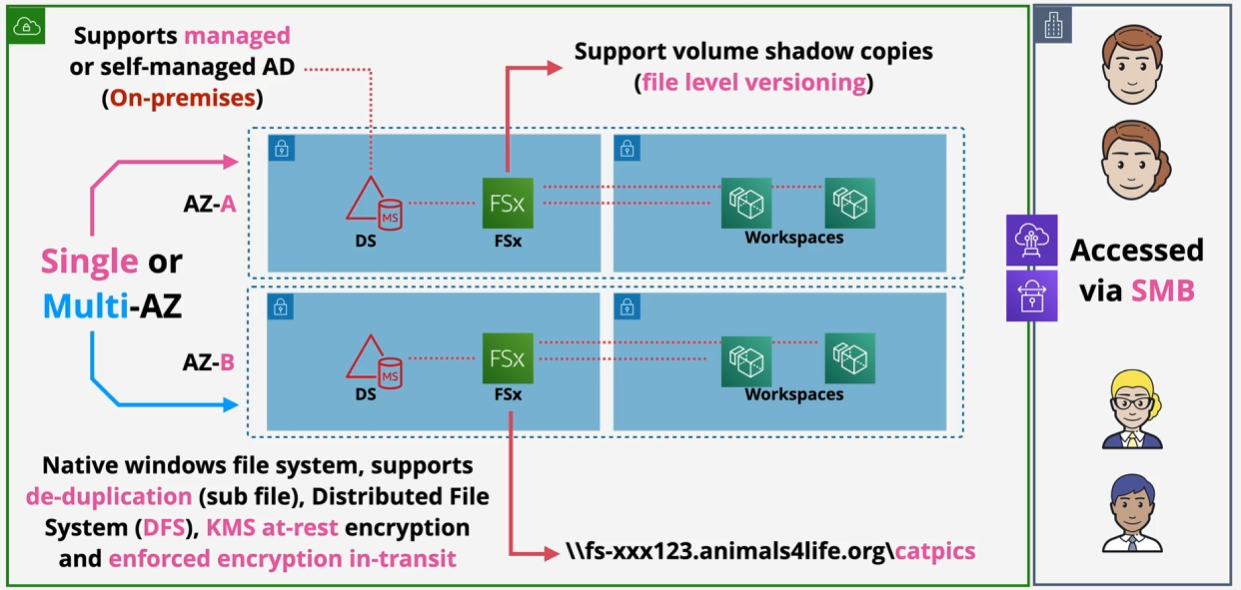 Supports managed
or self-managed AD
(On-premises)
Support volume shadow copies
(file level versioning)
AZ-A
MS
DS
FSx
FSx
Workspaces
Single or
Multi-AZ
Accessed
via SMB
AZ-B
MS
DS
FSx
FSx
Workspaces
Native windows file system, supports
de-duplication (sub file), Distributed File
System (DFS), KMS at-rest encryption
and enforced encryption in-transit
\\fs-xxx123.animals4life.org\catpics